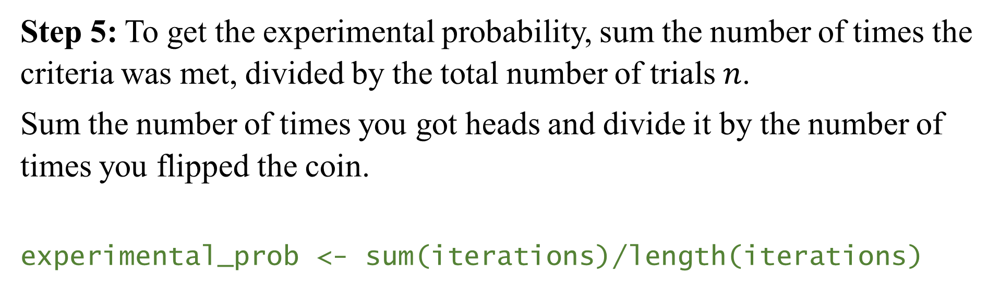 Step 5: To get the experimental probability, sum the number of times the
criteria was met, divided by the total number of trials n.
Sum the number of times you got heads and divide it by the number of
times you flipped the coin.
experimental_prob <- sum(iterations)/length(iterations)